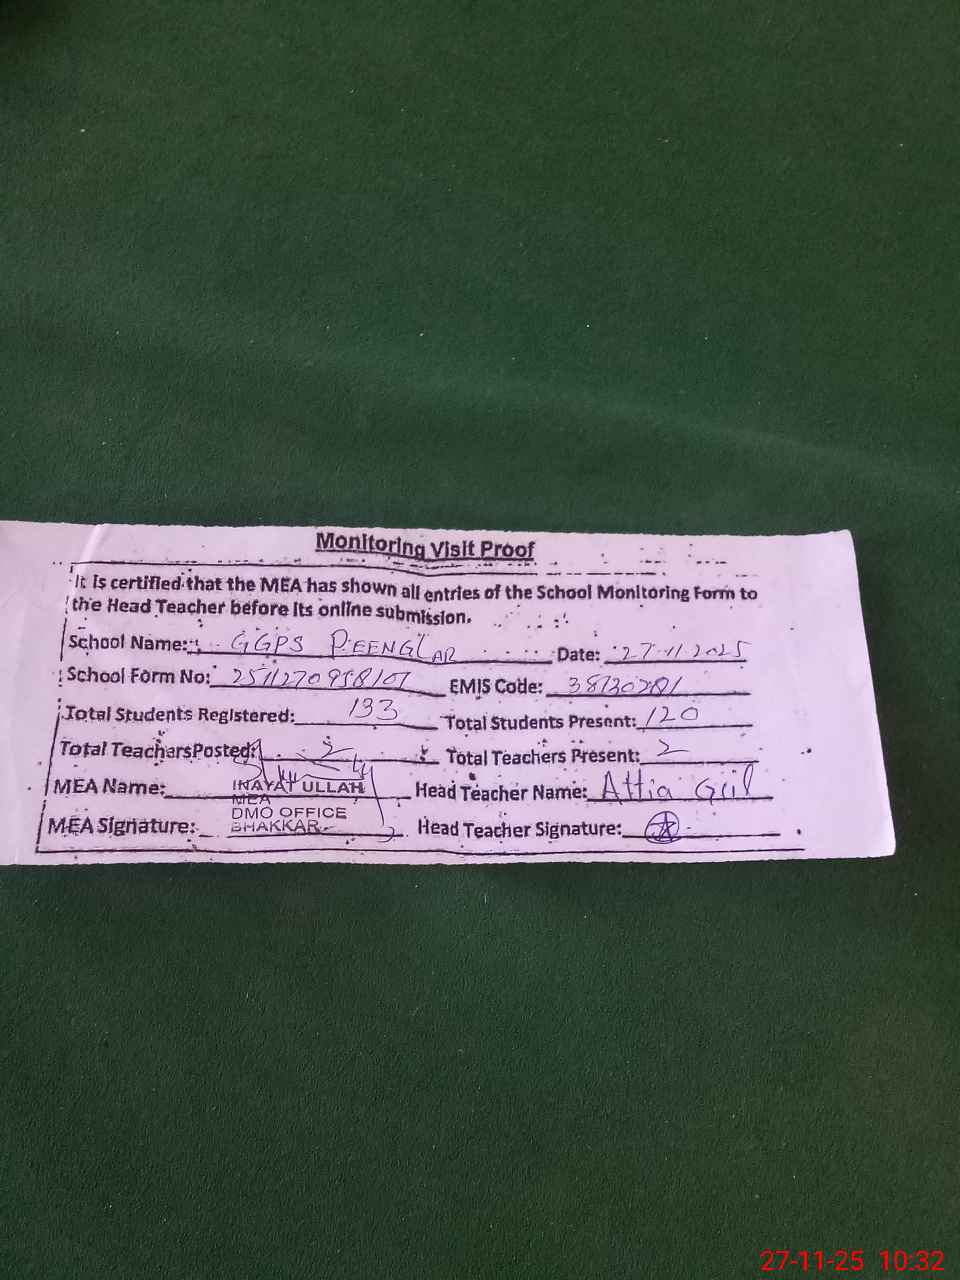 Monitoring Visit Proof
It is certified that the MEA has shown all entries of the School Monitoring Form to
the Head Teacher before its online submission.
School Name: GGPS PEENGLAR Date: 27-11-2025
School Form No: EMIS Code:
Total Students Registered: 133 Total Students Present: 120
Total Teachers Posted: 2 Total Teachers Present: 2
MEA Name: INAYAT ULLAH Head Teacher Name: Attia Gul
MEA
DMO OFFICE
MEA Signature: BHAKKAR Head Teacher Signature:
27-11-25 10:32